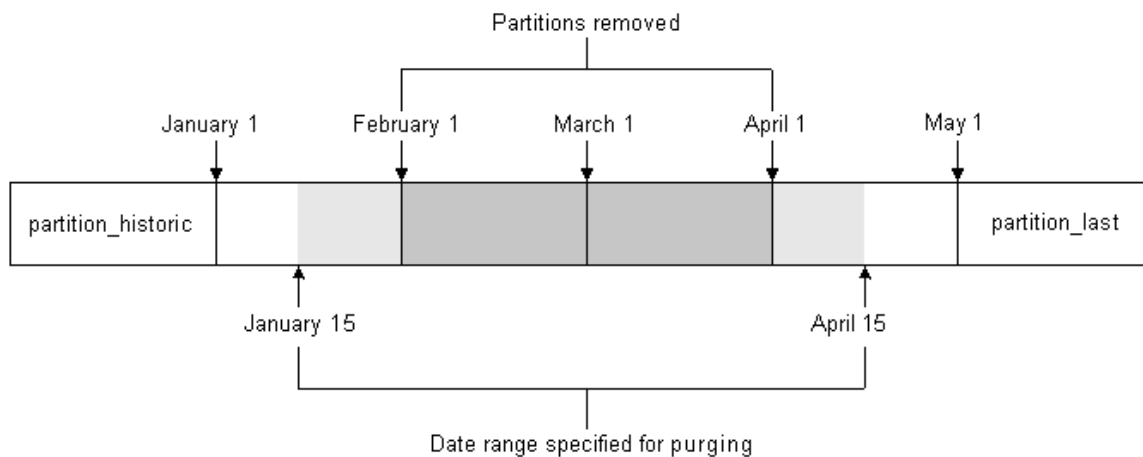 Partitions removed
January 1 February 1 March 1 April 1 May 1
partition_historic partition_last
January 15 April 15
Date range specified for purging